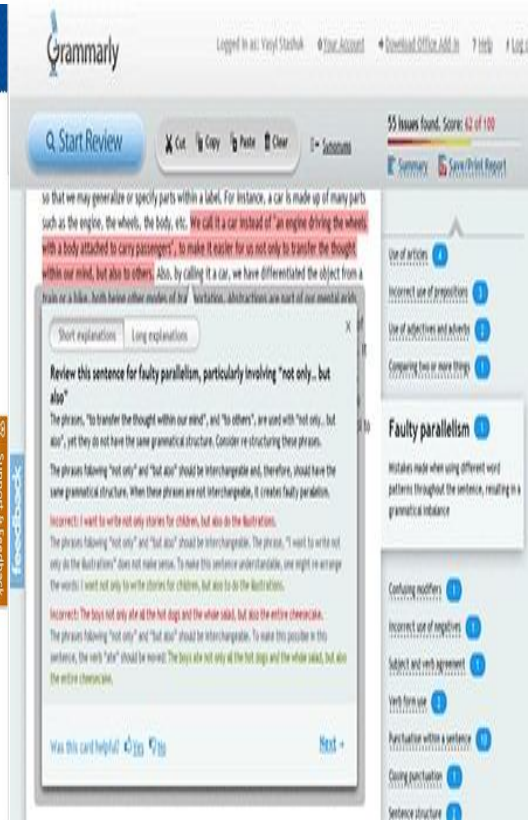 Grammarly
Logged in as: Vasyl Stashuk Your Account Download Office Add-in ? Help Log
Start Review
Cut Copy Paste Clear
Synonyms
55 issues found. Score: 62 of 100
Summary Save/Print Report
so that we may generalize or specify parts within a label. For instance, a car is made up of many parts
such as the engine, the wheels, the body, etc. We call it a car instead of "an engine driving the wheels
with a body attached to carry passengers", to make it easier for us not only to transfer the thought
within our mind, but also to others. Also, by calling it a car, we have differentiated the object from a
Short explanations Long explanations X
Review this sentence for faulty parallelism, particularly involving "not only... but
also"
The phrases, "to transfer the thought within our mind", and "to others", are used with "not only... but
also", yet they do not have the same grammatical structure. Consider re-structuring these phrases.
The phrases following "not only" and "but also" should be interchangeable and, therefore, should have the
same grammatical structure. When these phrases are not interchangeable, it creates faulty parallelism.
Incorrect: I want to write not only stories for children, but also do the illustrations.
The phrases following "not only" and "but also" should be interchangeable. The phrase, "I want to write not
only do the illustrations" does not make sense. To make this sentence understandable, one might re-arrange
the words: I want not only to write stories for children, but also to do the illustrations.
Incorrect: The boys not only ate all the hot dogs and the whole salad, but also the entire cheesecake.
The phrases following "not only" and "but also" should be interchangeable. To make this possible in this
sentence, the verb "ate" should be moved: The boys ate not only all the hot dogs and the whole salad, but also
the entire cheesecake.
Was this card helpful? Yes No
Next →
Use of articles 4
Incorrect use of prepositions 3
Use of adjectives and adverbs 2
Comparing two or more things 1
Faulty parallelism 1
Mistakes made when using different word
patterns throughout the sentence, resulting in a
grammatical imbalance
Confusing modifiers 1
Incorrect use of negatives 1
Subject and verb agreement 1
Verb form use 2
Punctuation within a sentence
Closing punctuation 1
Sentence structure
feedback
Support & Feedback